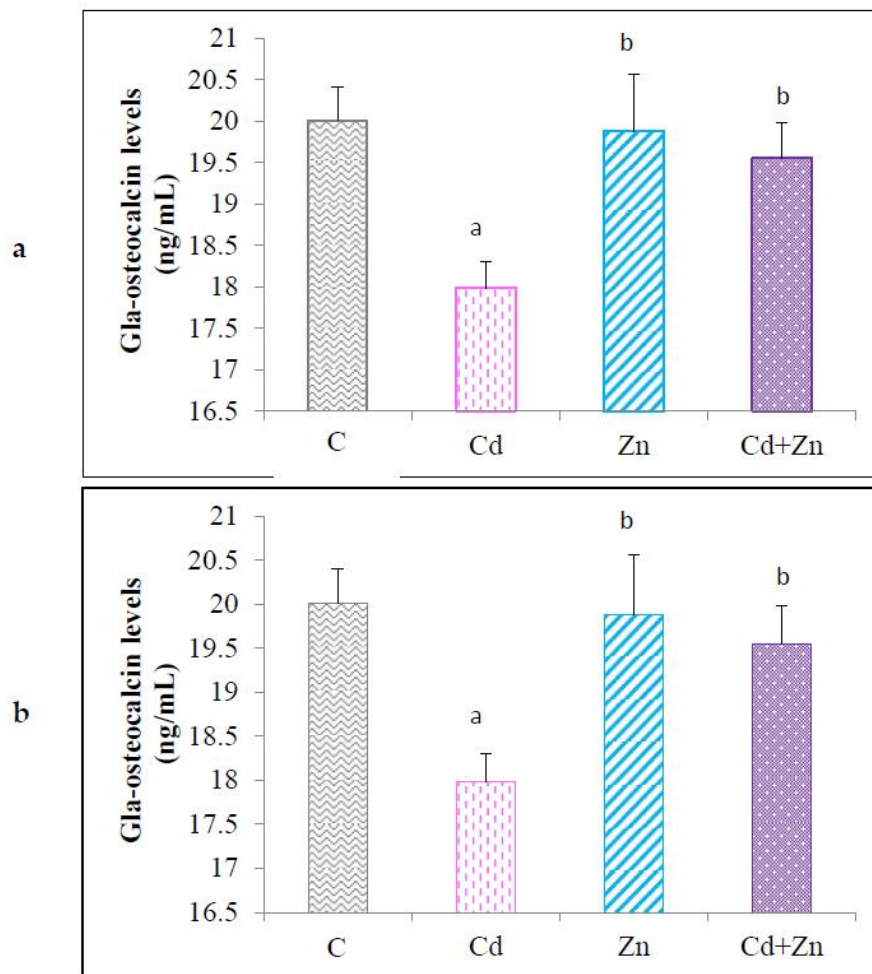 a
Gla-osteocalcin levels
(ng/mL)
21
20.5
20
19.5
19
18.5
18
17.5
17
16.5
a
b
b
C
Cd
Zn
Cd+Zn
b
Gla-osteocalcin levels
(ng/mL)
21
20.5
20
19.5
19
18.5
18
17.5
17
16.5
a
b
b
C
Cd
Zn
Cd+Zn